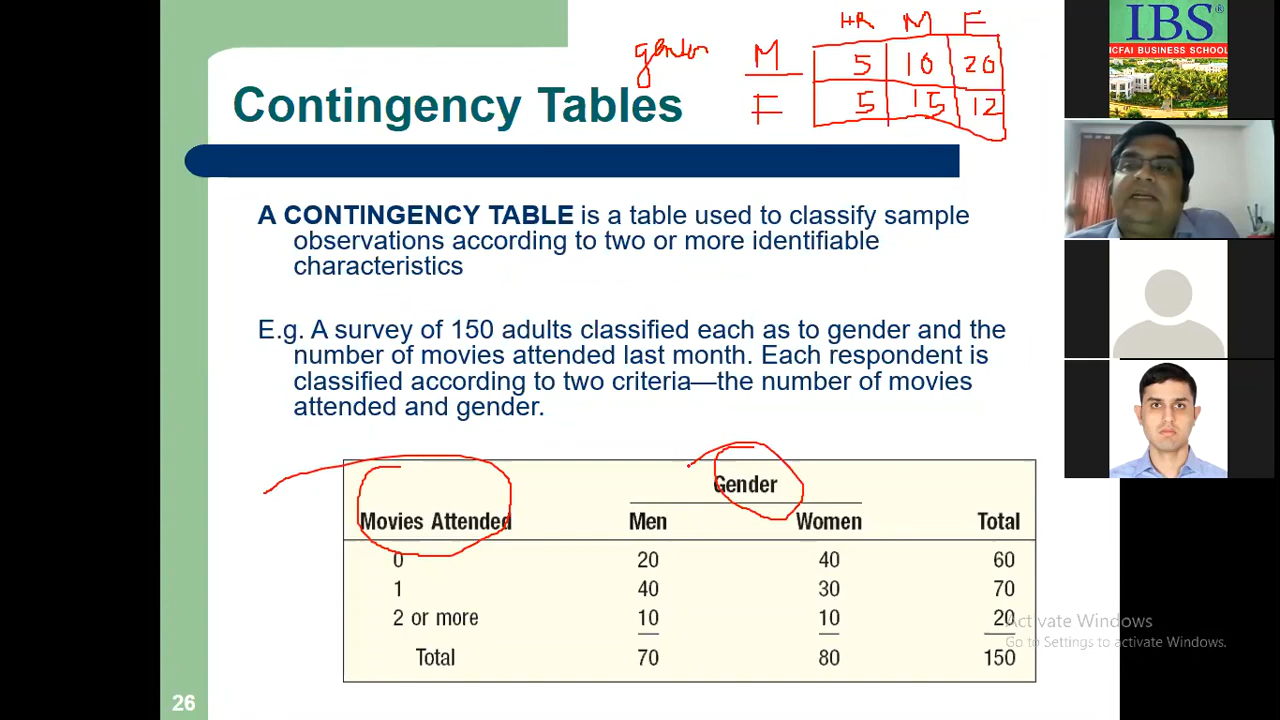 HR M F
gender M 5 10 20
F 5 15 12
IBS
ICFAI BUSINESS SCHOOL
Contingency Tables
A CONTINGENCY TABLE is a table used to classify sample
observations according to two or more identifiable
characteristics
E.g. A survey of 150 adults classified each as to gender and the
number of movies attended last month. Each respondent is
classified according to two criteria—the number of movies
attended and gender.
Gender
Movies Attended Men Women Total
0 20 40 60
1 40 30 70
2 or more 10 10 20
Total 70 80 150
Activate Windows
Go to Settings to activate Windows.
26